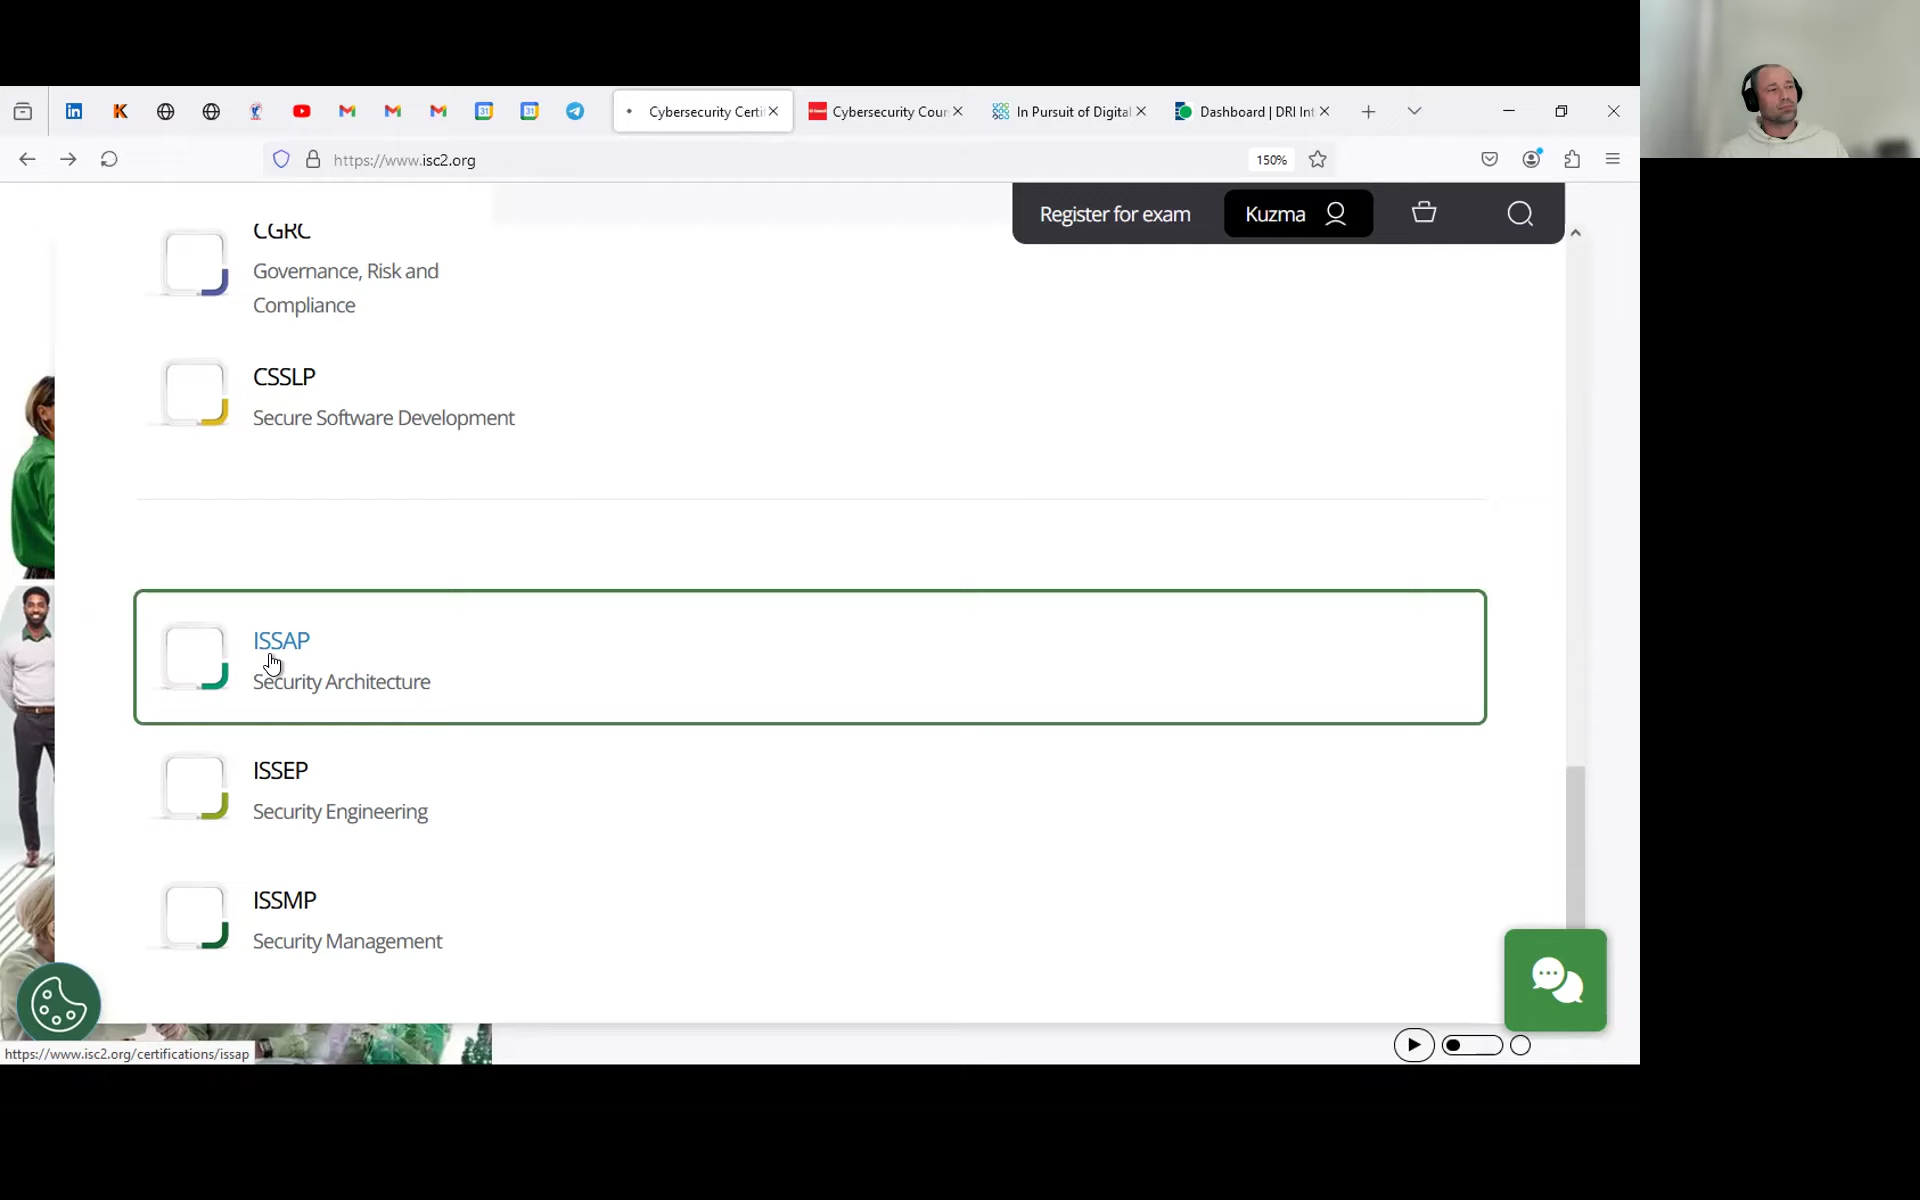 Cybersecurity Certi
Cybersecurity Cour
In Pursuit of Digital
Dashboard | DRI Int
https://www.isc2.org
150%
Register for exam
Kuzma
CGRC
Governance, Risk and
Compliance
CSSLP
Secure Software Development
ISSAP
Security Architecture
ISSEP
Security Engineering
ISSMP
Security Management
https://www.isc2.org/certifications/issap